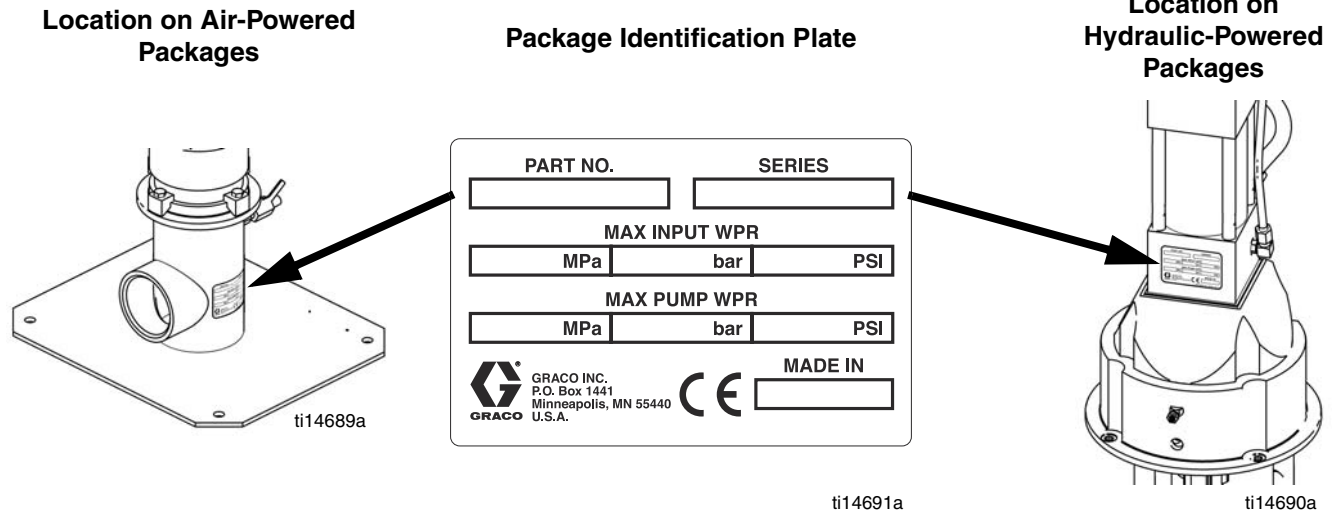 Location on Air-Powered
Packages
Package Identification Plate
Location on
Hydraulic-Powered
Packages
PART NO.
SERIES
MAX INPUT WPR
MPa
bar
PSI
MAX PUMP WPR
MPa
bar
PSI
GRACO
GRACO INC.
P.O. Box 1441
Minneapolis, MN 55440
U.S.A.
CE
MADE IN
ti14689a
ti14691a
ti14690a